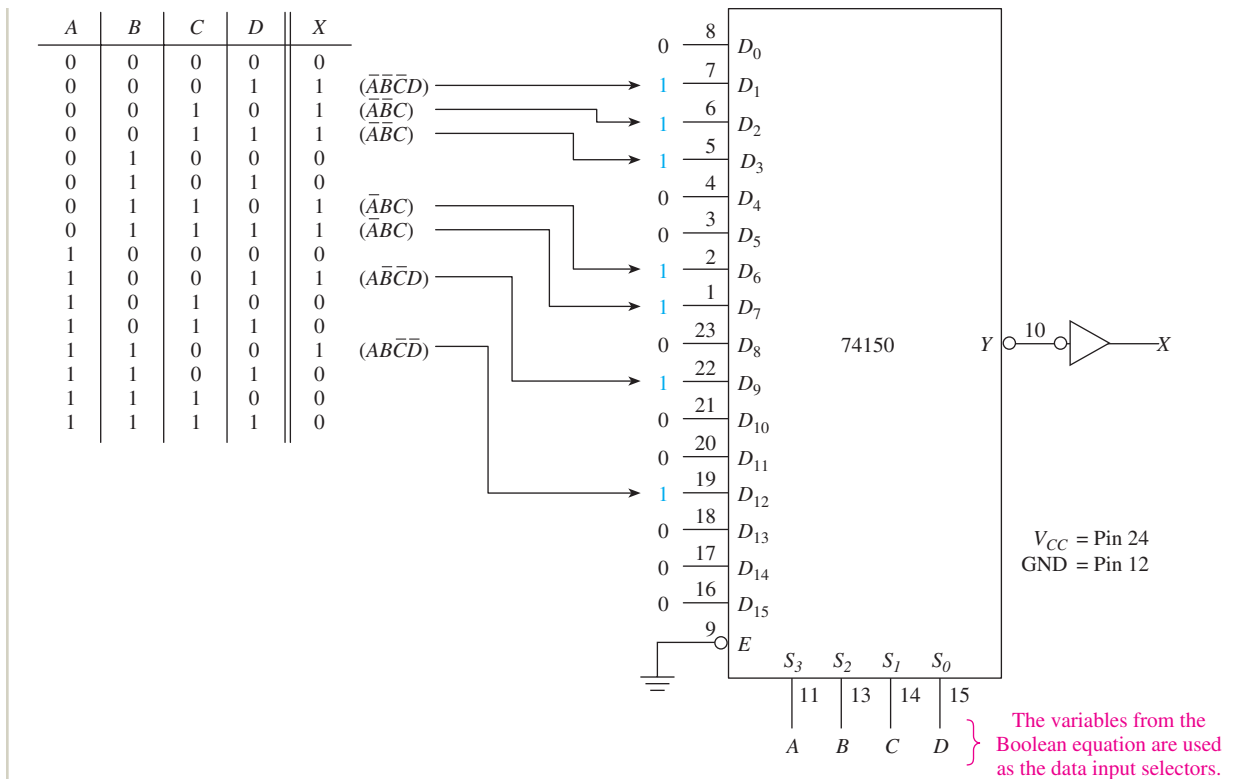 A B C D X
0 0 0 0 0
0 0 0 1 1 (A̅B̅C̅D)
0 0 1 0 1 (A̅B̅C)
0 0 1 1 1 (A̅B̅C)
0 1 0 0 0
0 1 0 1 0
0 1 1 0 1 (A̅BC)
0 1 1 1 1 (A̅BC)
1 0 0 0 0
1 0 0 1 1 (AB̅C̅D)
1 0 1 0 0
1 0 1 1 0
1 1 0 0 1 (ABC̅D̅)
1 1 0 1 0
1 1 1 0 0
1 1 1 1 0
0 8 D₀
1 7 D₁
1 6 D₂
1 5 D₃
0 4 D₄
0 3 D₅
1 2 D₆
1 1 D₇
0 23 D₈
1 22 D₉
0 21 D₁₀
0 20 D₁₁
1 19 D₁₂
0 18 D₁₃
0 17 D₁₄
0 16 D₁₅
9 E
74150
Y 10 X
V_CC = Pin 24
GND = Pin 12
S₃ S₂ S₁ S₀
11 13 14 15
A B C D
The variables from the
Boolean equation are used
as the data input selectors.